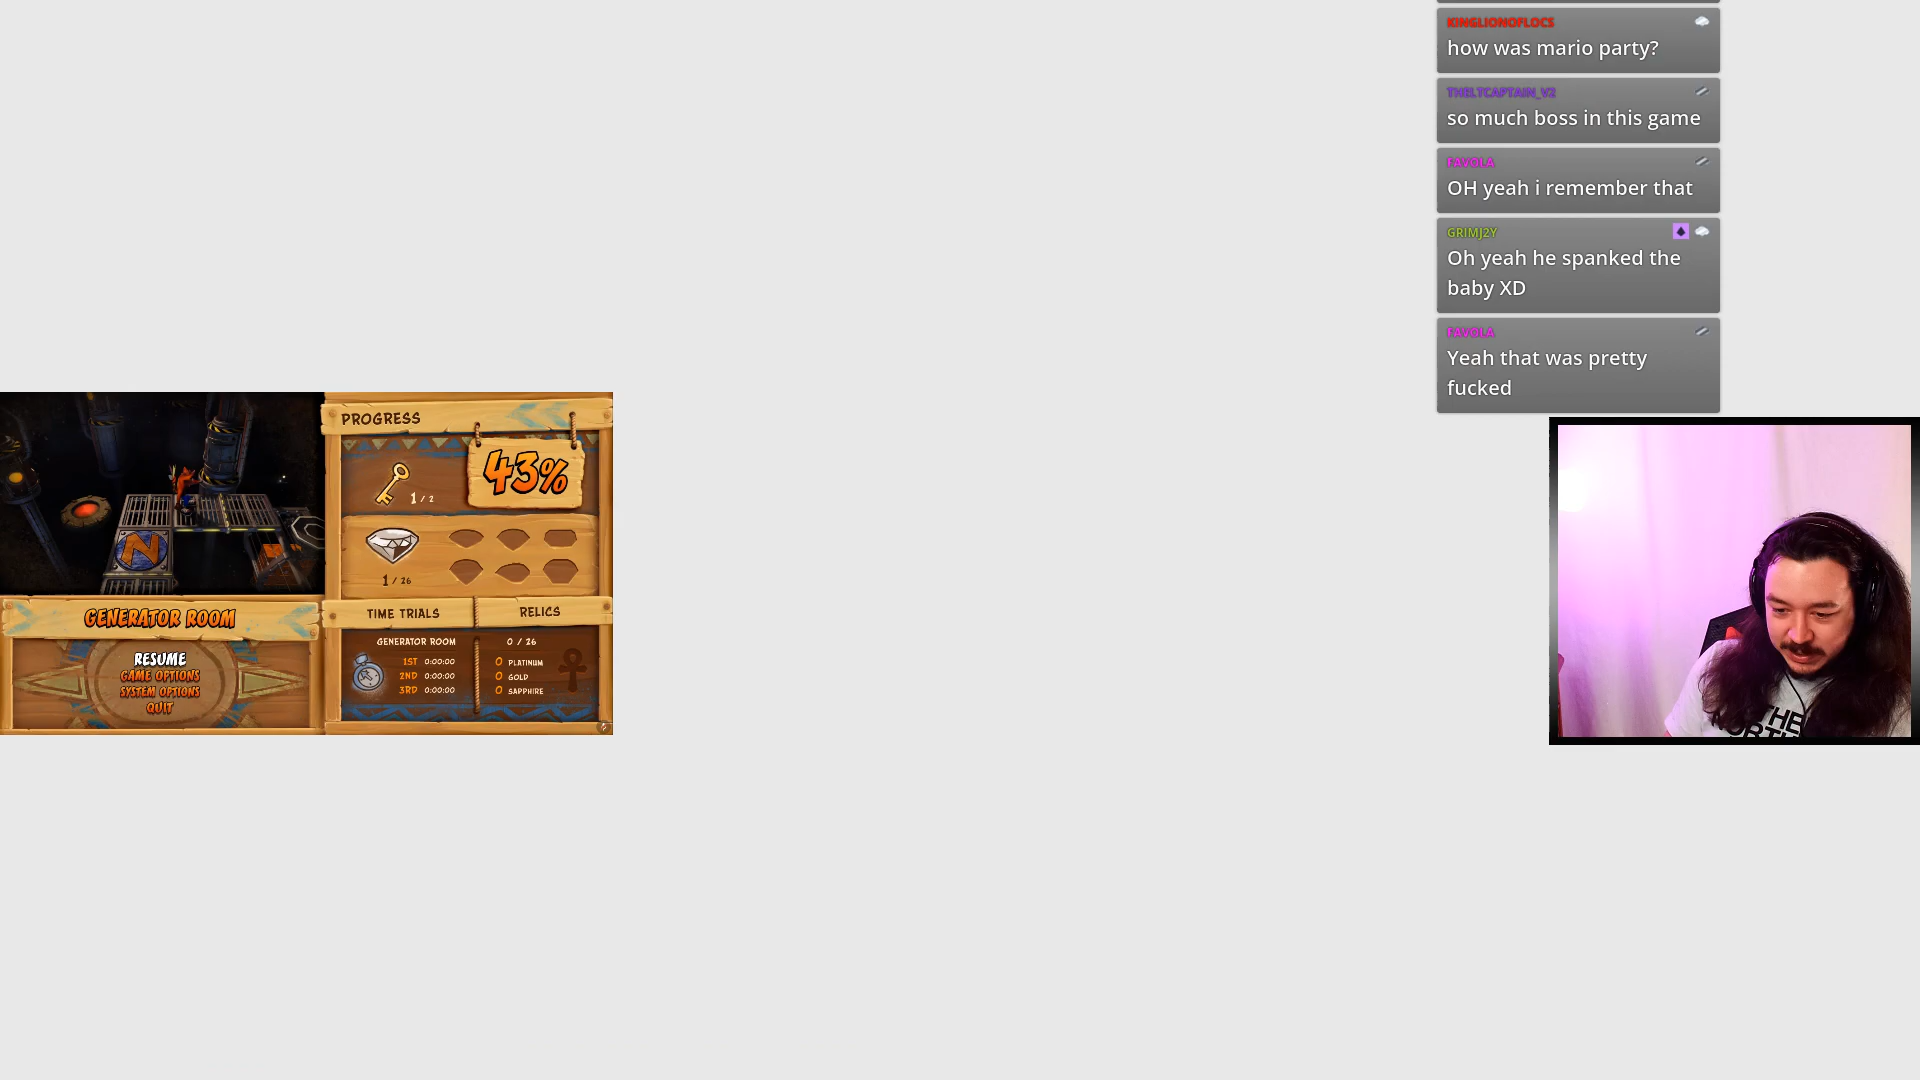 KINGLIONOFLOCS
how was mario party?
THELTCAPTAIN_V2
so much boss in this game
FAVOLA
OH yeah i remember that
GRIMJ2Y
Oh yeah he spanked the
baby XD
FAVOLA
Yeah that was pretty
fucked
PROGRESS
43%
1 / 2
1 / 26
N
GENERATOR ROOM
RESUME
GAME OPTIONS
SYSTEM OPTIONS
QUIT
TIME TRIALS
RELICS
GENERATOR ROOM
0 / 26
1ST 0:00:00
0 PLATINUM
2ND 0:00:00
0 GOLD
3RD 0:00:00
0 SAPPHIRE
THE